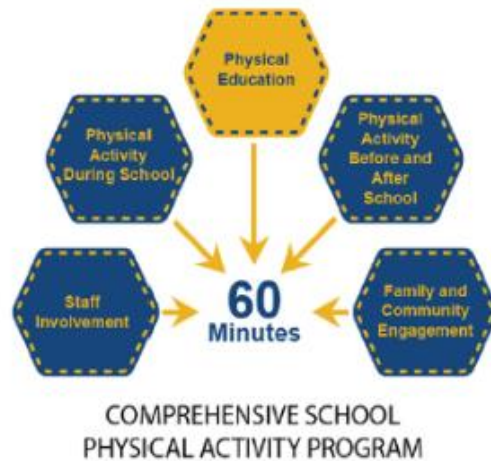 Physical
Education
Physical
Activity
During School
Physical
Activity
Before and
After
School
Staff
Involvement
60
Minutes
Family and
Community
Engagement
COMPREHENSIVE SCHOOL
PHYSICAL ACTIVITY PROGRAM